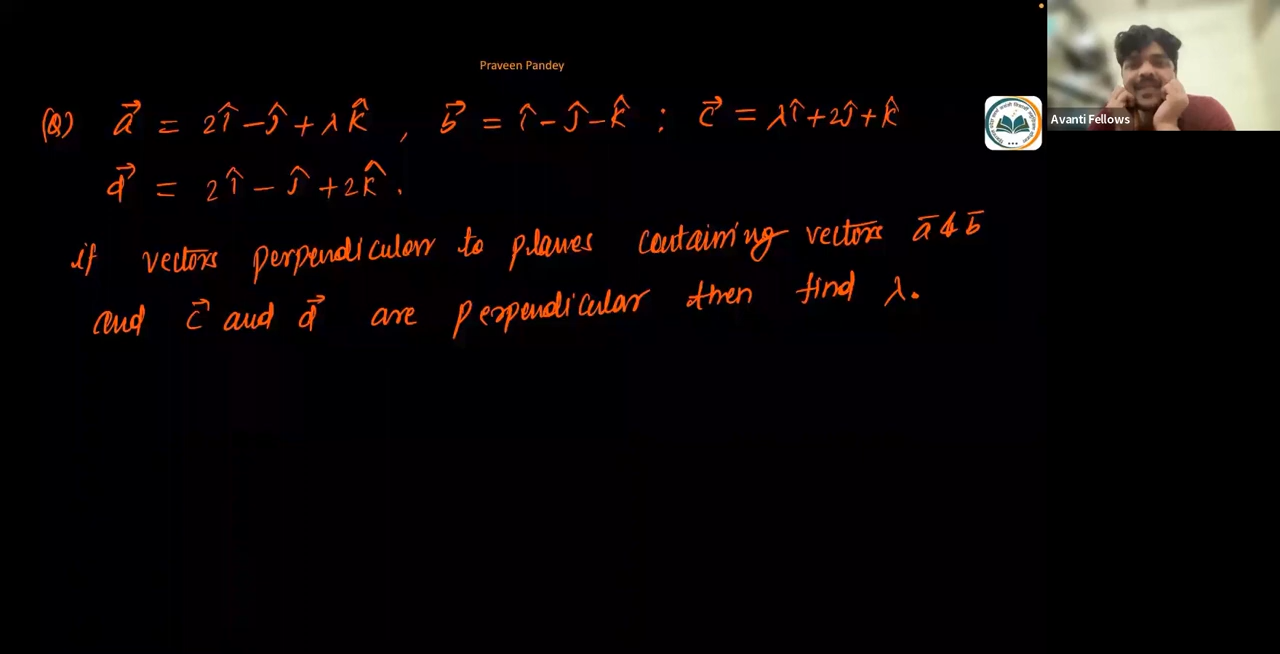 Praveen Pandey
(Q) a⃗ = 2î - ĵ + λk̂ , b⃗ = î - ĵ - k̂ ; c⃗ = λî + 2ĵ + k̂
d⃗ = 2î - ĵ + 2k̂ .
if vectors perpendicular to planes containing vectors a̅ & b̅
and c⃗ and d⃗ are perpendicular then find λ.
Avanti Fellows